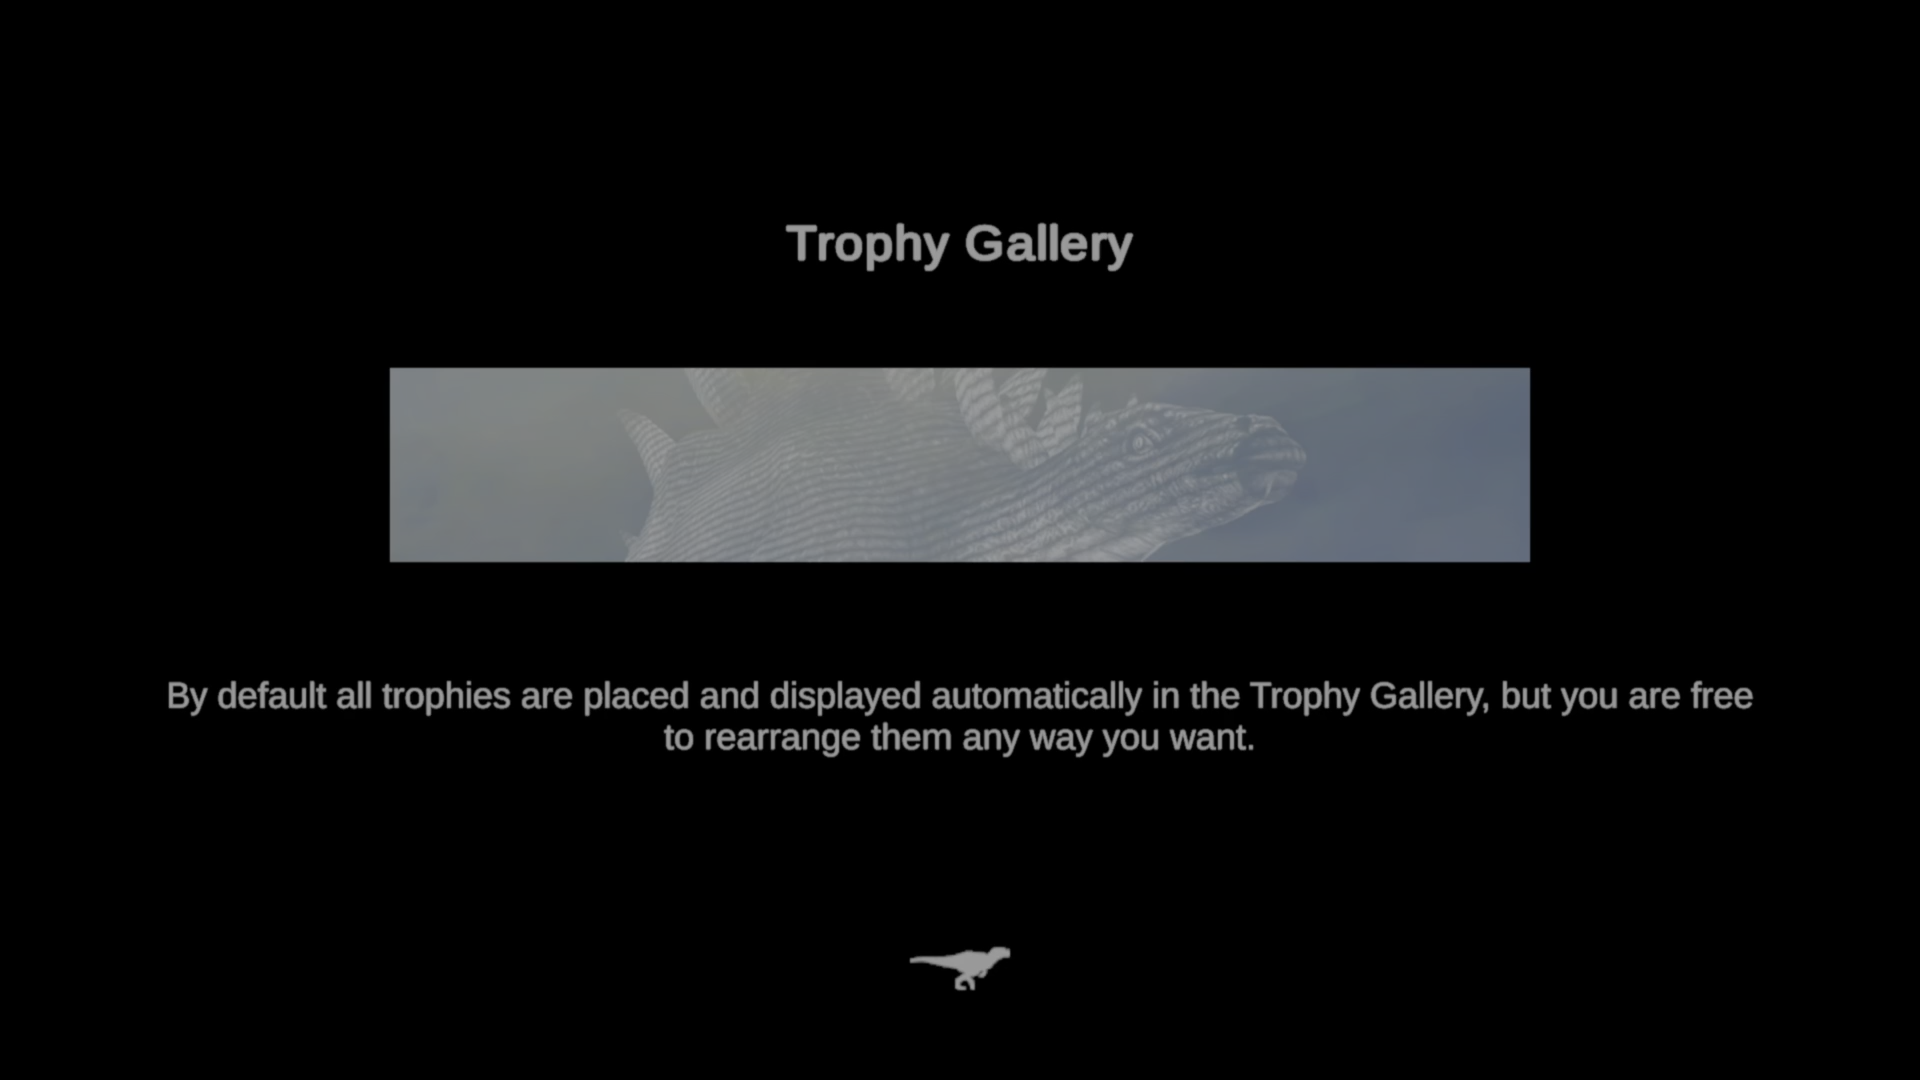 Trophy Gallery
By default all trophies are placed and displayed automatically in the Trophy Gallery, but you are free
to rearrange them any way you want.